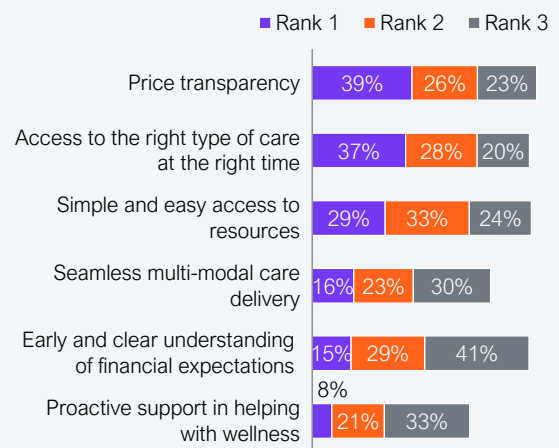 Rank 1 Rank 2 Rank 3
Price transparency 39% 26% 23%
Access to the right type of care
at the right time
37% 28% 20%
Simple and easy access to
resources
29% 33% 24%
Seamless multi-modal care
delivery
16% 23% 30%
Early and clear understanding
of financial expectations
15% 29% 41%
Proactive support in helping
with wellness
8% 21% 33%